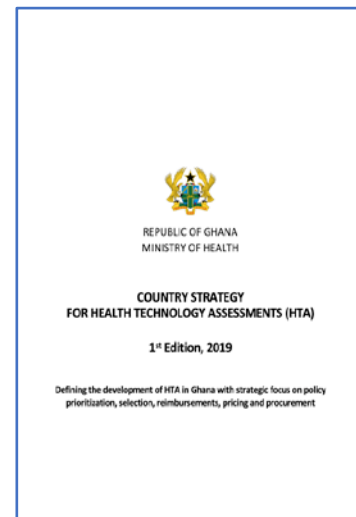 REPUBLIC OF GHANA
MINISTRY OF HEALTH
COUNTRY STRATEGY
FOR HEALTH TECHNOLOGY ASSESSMENTS (HTA)
1st Edition, 2019
Defining the development of HTA in Ghana with strategic focus on policy
prioritization, selection, reimbursements, pricing and procurement